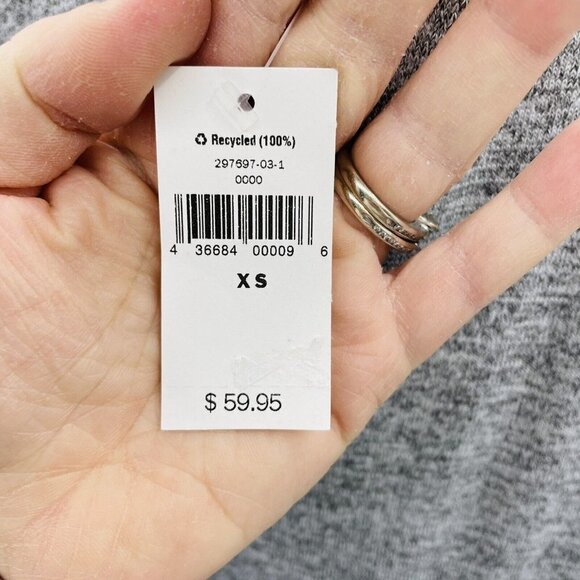 ♻ Recycled (100%)
297697-03-1
0000
4 36684 00009 6
XS
$ 59.95